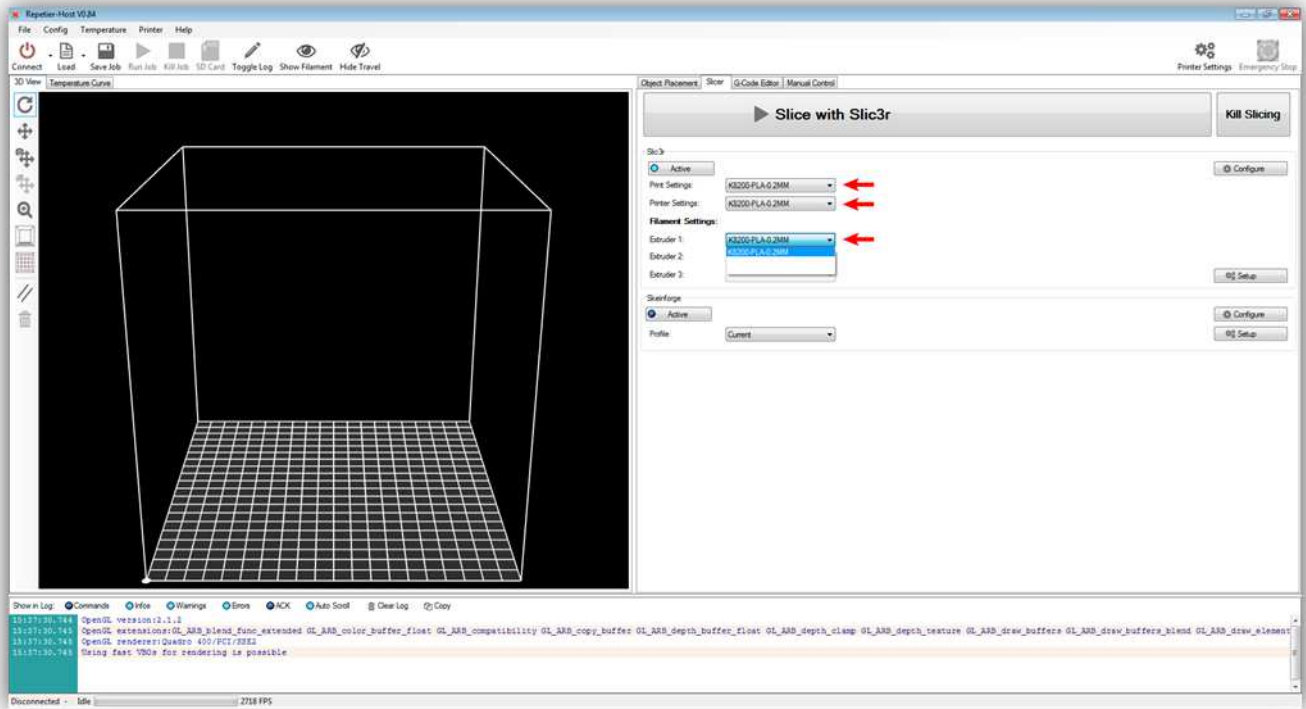 Repetier-Host V0.84
File Config Temperature Printer Help
Connect Load Save Job Run Job Kill Job SD Card Toggle Log Show Filament Hide Travel Printer Settings Emergency Stop
3D View Temperature Curve
Object Placement Slicer G-Code Editor Manual Control
Slice with Slic3r
Kill Slicing
Slic3r
Active
Configure
Print Settings: K8200-PLA-0.2MM
Printer Settings: K8200-PLA-0.2MM
Filament Settings:
Extruder 1: K8200-PLA-0.2MM
K8200-PLA-0.2MM
Extruder 2:
Extruder 3:
Setup
Skeinforge
Active
Configure
Profile: Current
Setup
Show in Log: Commands Infos Warnings Errors ACK Auto Scroll Clear Log Copy
15:37:30.744 OpenGL version:2.1.2
15:37:30.745 OpenGL extensions:GL_ARB_blend_func_extended GL_ARB_color_buffer_float GL_ARB_compatibility GL_ARB_copy_buffer GL_ARB_depth_buffer_float GL_ARB_depth_clamp GL_ARB_depth_texture GL_ARB_draw_buffers GL_ARB_draw_buffers_blend GL_ARB_draw_element
15:37:30.745 OpenGL renderer:Quadro 400/PCI/SSE2
15:37:30.745 Using fast VBOs for rendering is possible
Disconnected - Idle 2718 FPS